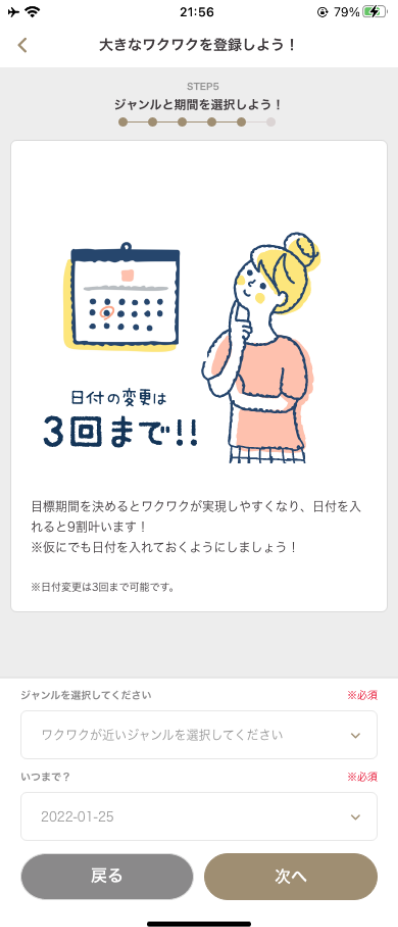 21:56
79%
大きなワクワクを登録しよう！
STEP5
ジャンルと期間を選択しよう！
日付の変更は
3回まで!!
目標期間を決めるとワクワクが実現しやすくなり、日付を入
れると9割叶います！
※仮にでも日付を入れておくようにしましょう！
※日付変更は3回まで可能です。
ジャンルを選択してください
※必須
ワクワクが近いジャンルを選択してください
いつまで？
※必須
2022-01-25
戻る
次へ